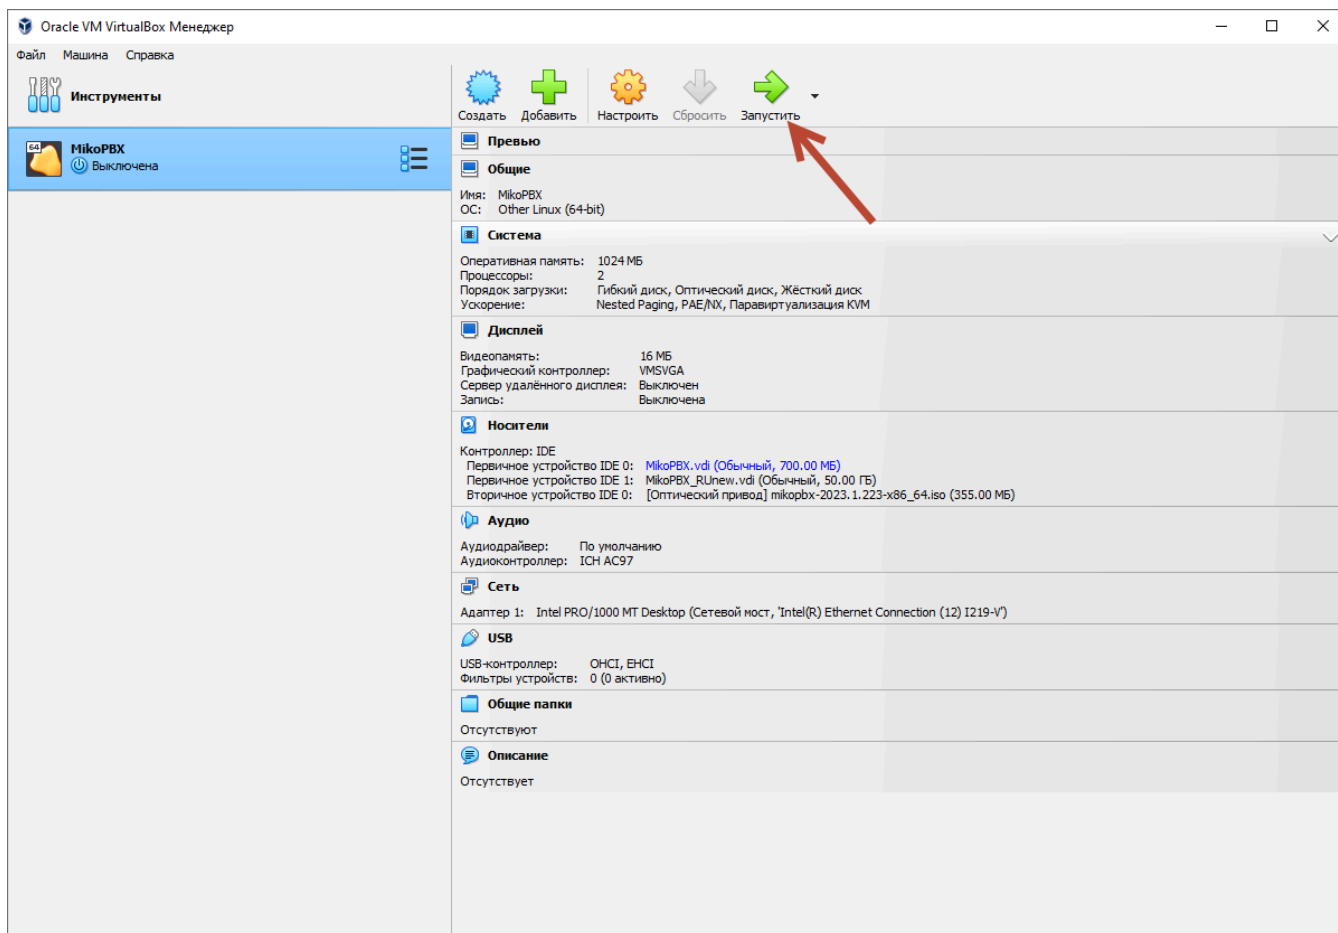 Oracle VM VirtualBox Менеджер
Файл Машина Справка
Инструменты
Создать Добавить Настроить Сбросить Запустить
64
MikoPBX
Выключена
Превью
Общие
Имя: MikoPBX
ОС: Other Linux (64-bit)
Система
Оперативная память: 1024 МБ
Процессоры: 2
Порядок загрузки: Гибкий диск, Оптический диск, Жёсткий диск
Ускорение: Nested Paging, PAE/NX, Паравиртуализация KVM
Дисплей
Видеопамять: 16 МБ
Графический контроллер: VMSVGA
Сервер удалённого дисплея: Выключен
Запись: Выключена
Носители
Контроллер: IDE
Первичное устройство IDE 0: MikoPBX.vdi (Обычный, 700.00 МБ)
Первичное устройство IDE 1: MikoPBX_RUnew.vdi (Обычный, 50.00 ГБ)
Вторичное устройство IDE 0: [Оптический привод] mikopbx-2023.1.223-x86_64.iso (355.00 МБ)
Аудио
Аудиодрайвер: По умолчанию
Аудиоконтроллер: ICH AC97
Сеть
Адаптер 1: Intel PRO/1000 MT Desktop (Сетевой мост, 'Intel(R) Ethernet Connection (12) I219-V')
USB
USB-контроллер: OHCI, EHCI
Фильтры устройств: 0 (0 активно)
Общие папки
Отсутствуют
Описание
Отсутствует